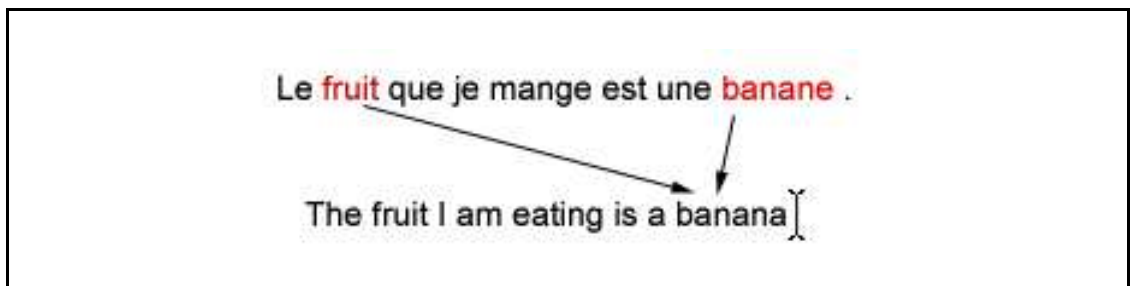 Le fruit que je mange est une banane .
The fruit I am eating is a banana